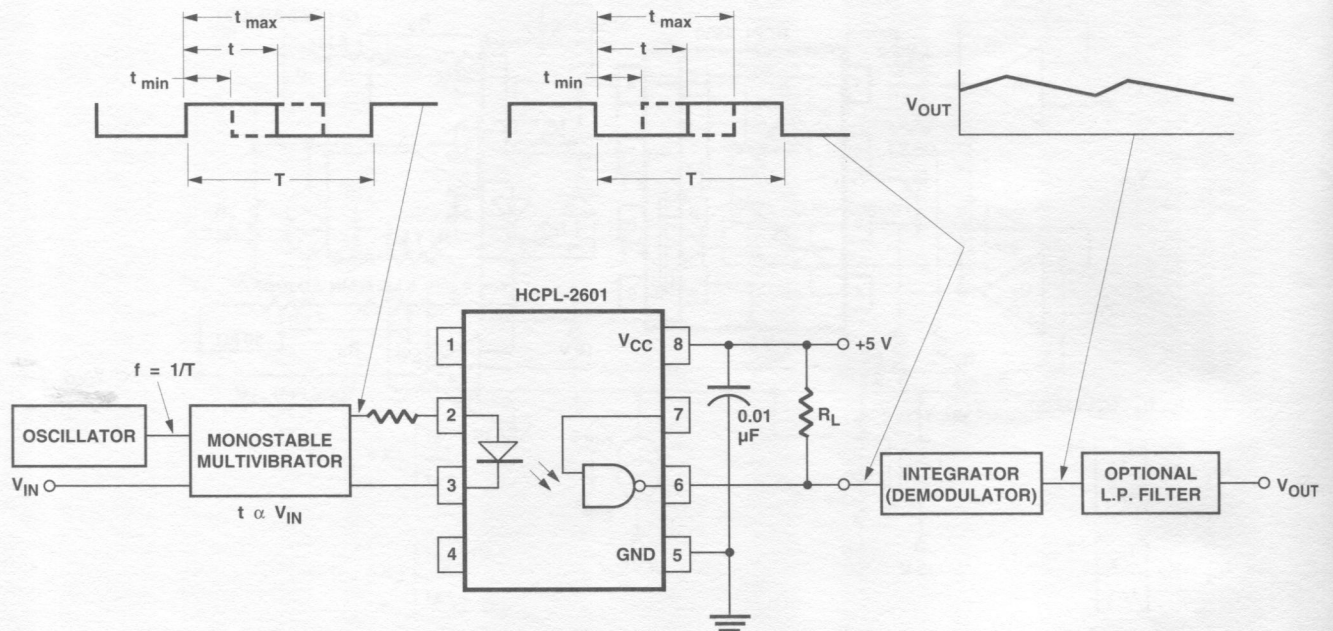 t max
t
t min
T
t max
t
t min
T
VOUT
HCPL-2601
1
2
3
4
VCC 8
7
6
GND 5
+5 V
0.01
µF
RL
f = 1/T
OSCILLATOR
MONOSTABLE
MULTIVIBRATOR
VIN
t α VIN
INTEGRATOR
(DEMODULATOR)
OPTIONAL
L.P. FILTER
VOUT